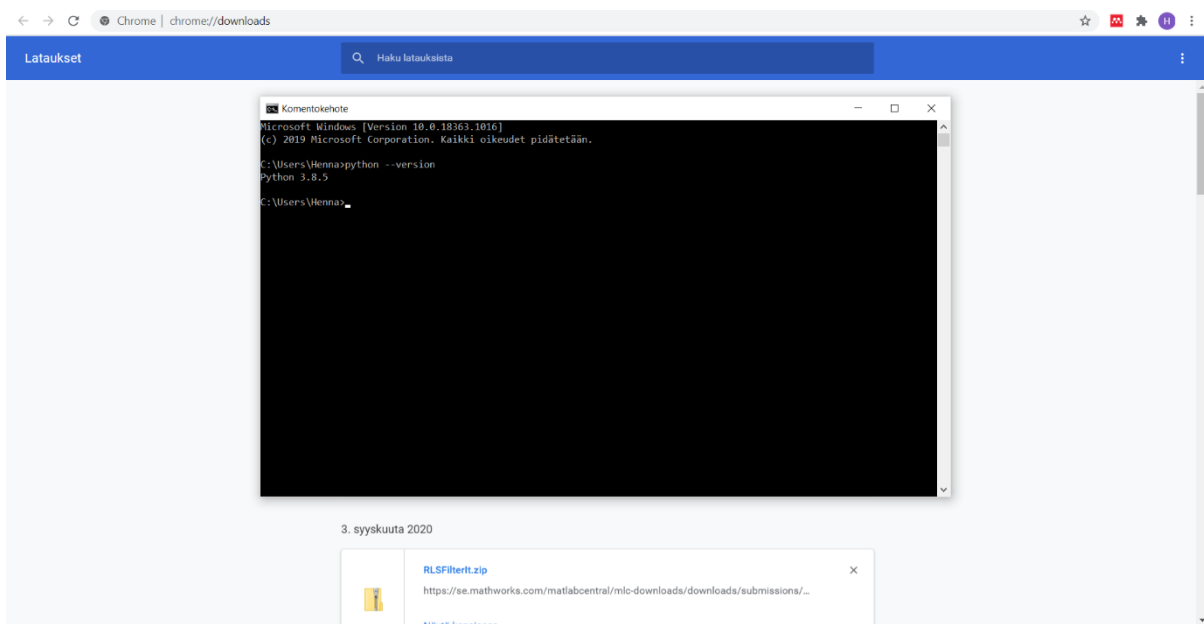 Chrome | chrome://downloads
H
Lataukset
Haku latauksista
Komentokehote
Microsoft Windows [Version 10.0.18363.1016]
(c) 2019 Microsoft Corporation. Kaikki oikeudet pidätetään.
C:\Users\Henna>python --version
Python 3.8.5
C:\Users\Henna>
3. syyskuuta 2020
RLSFilterIt.zip
https://se.mathworks.com/matlabcentral/mlc-downloads/downloads/submissions/...